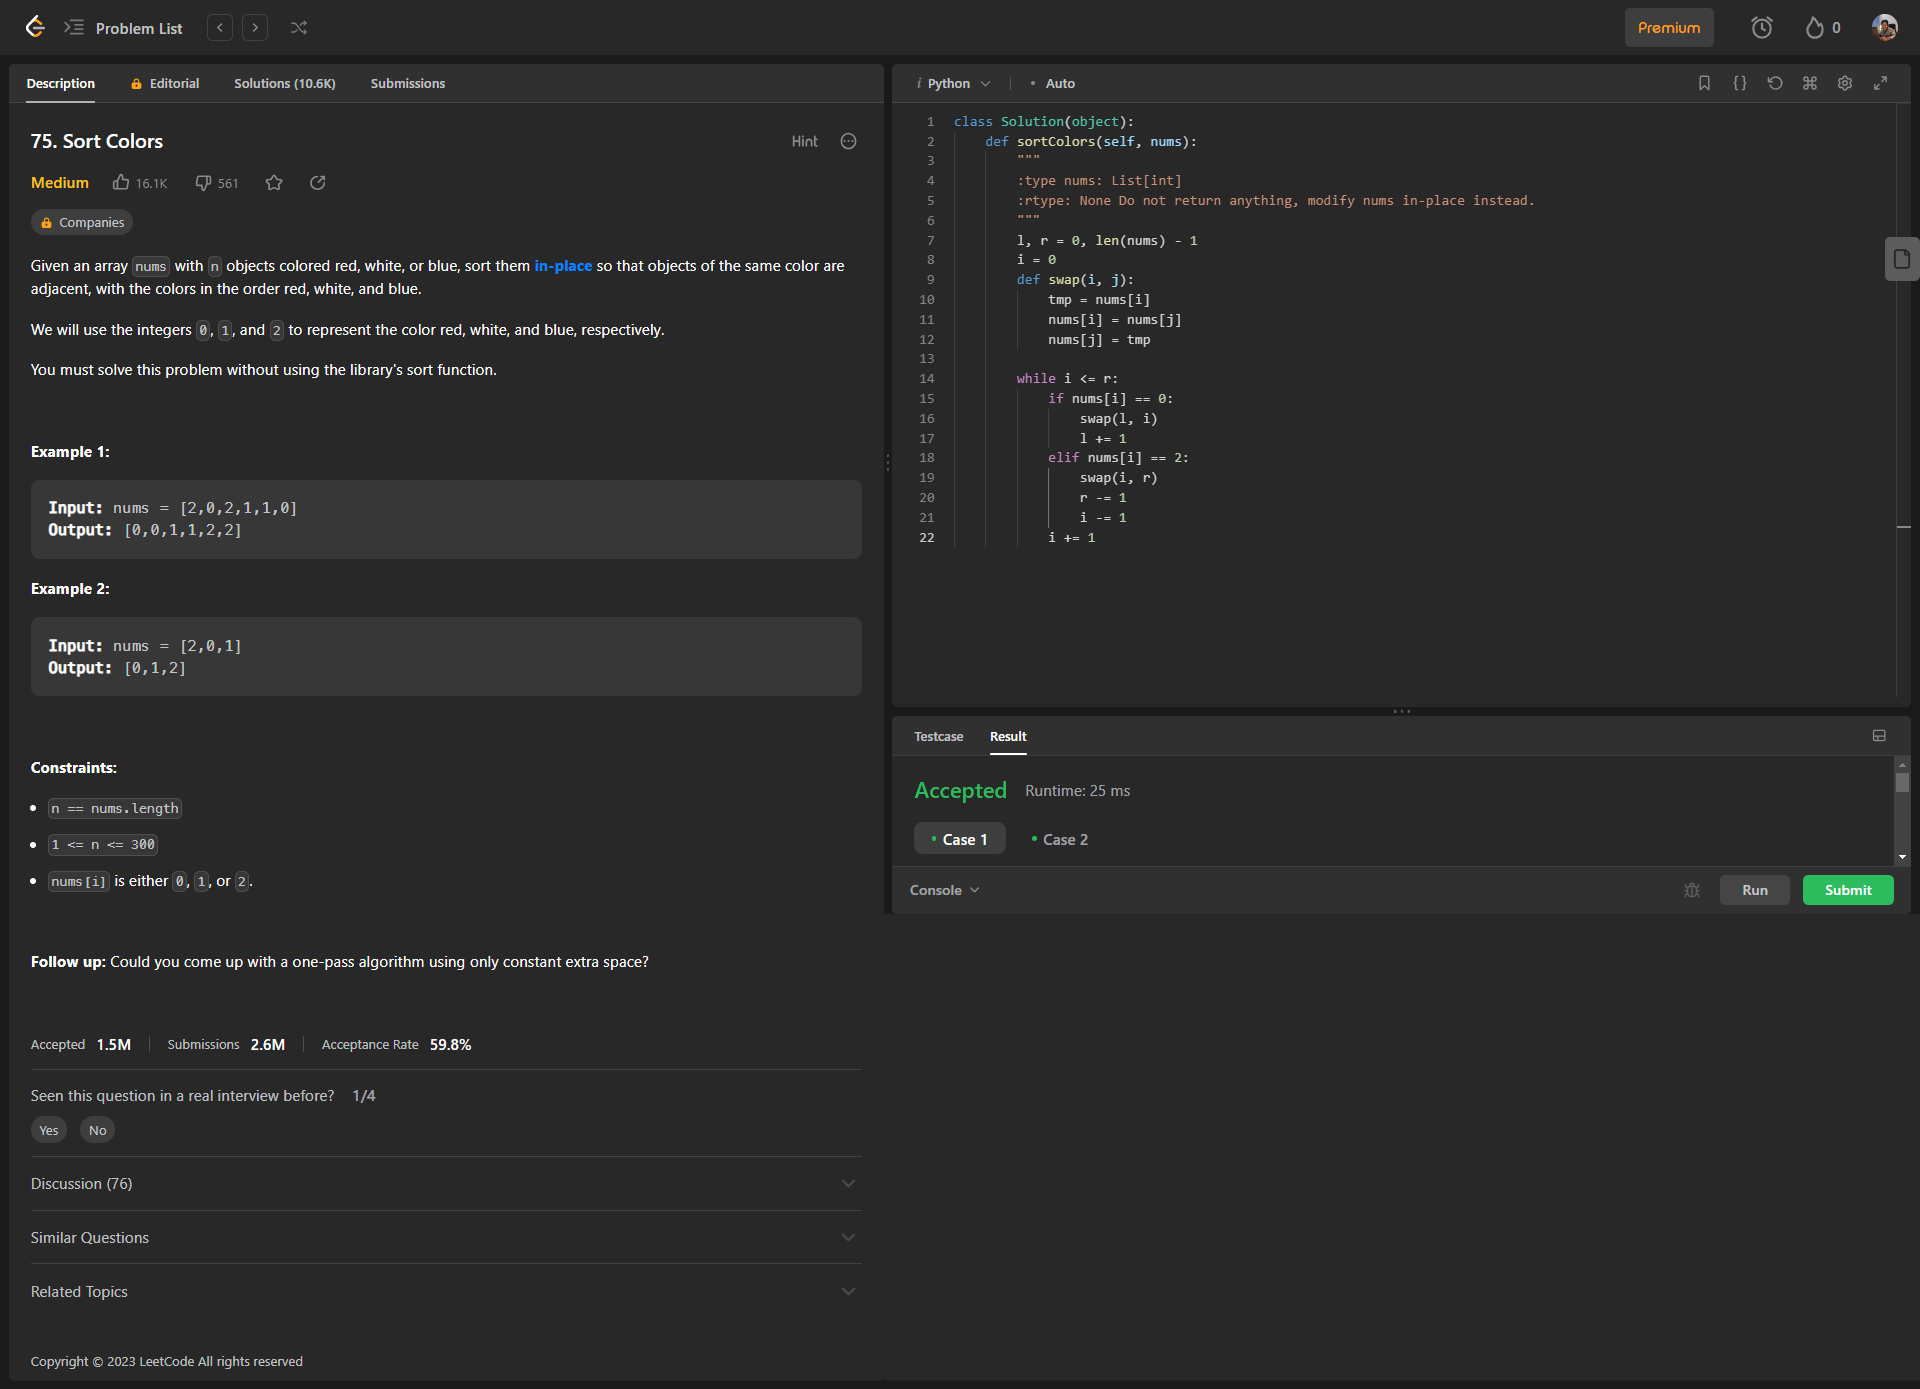 Problem List
Premium
0
Description
Editorial
Solutions (10.6K)
Submissions
75. Sort Colors
Hint
Medium
16.1K
561
Companies
Given an array nums with n objects colored red, white, or blue, sort them in-place so that objects of the same color are
adjacent, with the colors in the order red, white, and blue.
We will use the integers 0, 1, and 2 to represent the color red, white, and blue, respectively.
You must solve this problem without using the library's sort function.
Example 1:
Input: nums = [2,0,2,1,1,0]
Output: [0,0,1,1,2,2]
Example 2:
Input: nums = [2,0,1]
Output: [0,1,2]
Constraints:
n == nums.length
1 <= n <= 300
nums[i] is either 0, 1, or 2.
Follow up: Could you come up with a one-pass algorithm using only constant extra space?
Accepted 1.5M
Submissions 2.6M
Acceptance Rate 59.8%
Seen this question in a real interview before? 1/4
Yes
No
Discussion (76)
Similar Questions
Related Topics
Copyright © 2023 LeetCode All rights reserved
i Python
Auto
1 class Solution(object):
2 def sortColors(self, nums):
3 """
4 :type nums: List[int]
5 :rtype: None Do not return anything, modify nums in-place instead.
6 """
7 l, r = 0, len(nums) - 1
8 i = 0
9 def swap(i, j):
10 tmp = nums[i]
11 nums[i] = nums[j]
12 nums[j] = tmp
13
14 while i <= r:
15 if nums[i] == 0:
16 swap(l, i)
17 l += 1
18 elif nums[i] == 2:
19 swap(i, r)
20 r -= 1
21 i -= 1
22 i += 1
Testcase
Result
Accepted
Runtime: 25 ms
Case 1
Case 2
Console
Run
Submit